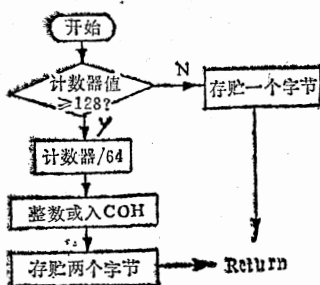 开始
计数器值
≥128?
N
存贮一个字节
Y
计数器/64
整数或入COH
存贮两个字节
Return